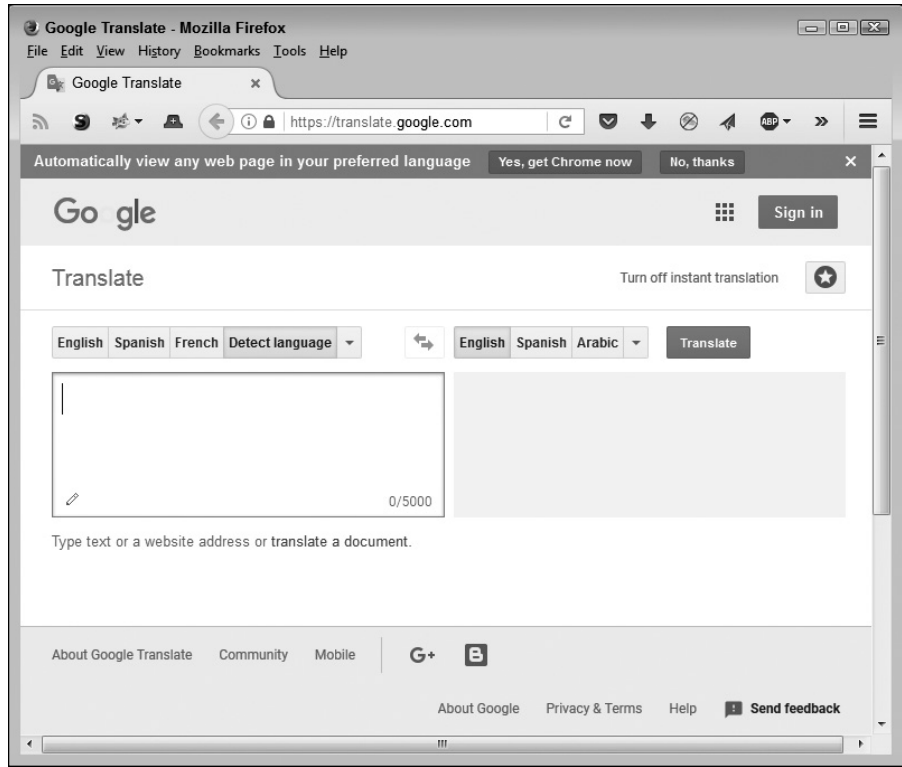 Google Translate - Mozilla Firefox
File Edit View History Bookmarks Tools Help
Google Translate
https://translate.google.com ABP
Automatically view any web page in your preferred language Yes, get Chrome now No, thanks
Go gle Sign in
Translate Turn off instant translation
English Spanish French Detect language English Spanish Arabic Translate
0/5000
Type text or a website address or translate a document.
About Google Translate Community Mobile G+ B
About Google Privacy & Terms Help Send feedback